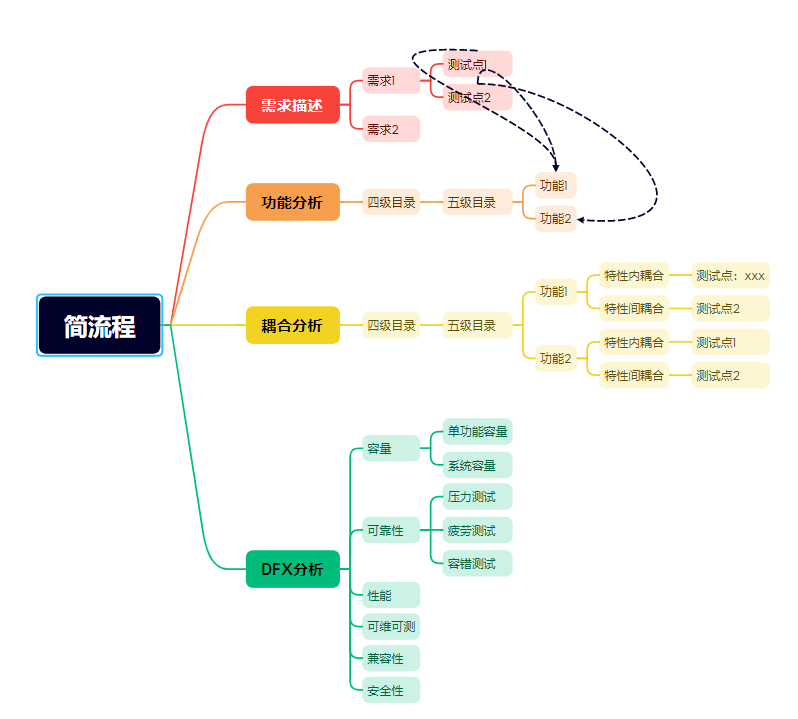 简流程
需求描述
需求1
测试点1
测试点2
需求2
功能分析
四级目录
五级目录
功能1
功能2
耦合分析
四级目录
五级目录
功能1
特性内耦合
测试点：xxx
特性间耦合
测试点2
功能2
特性内耦合
测试点1
特性间耦合
测试点2
DFX分析
容量
单功能容量
系统容量
可靠性
压力测试
疲劳测试
容错测试
性能
可维可测
兼容性
安全性